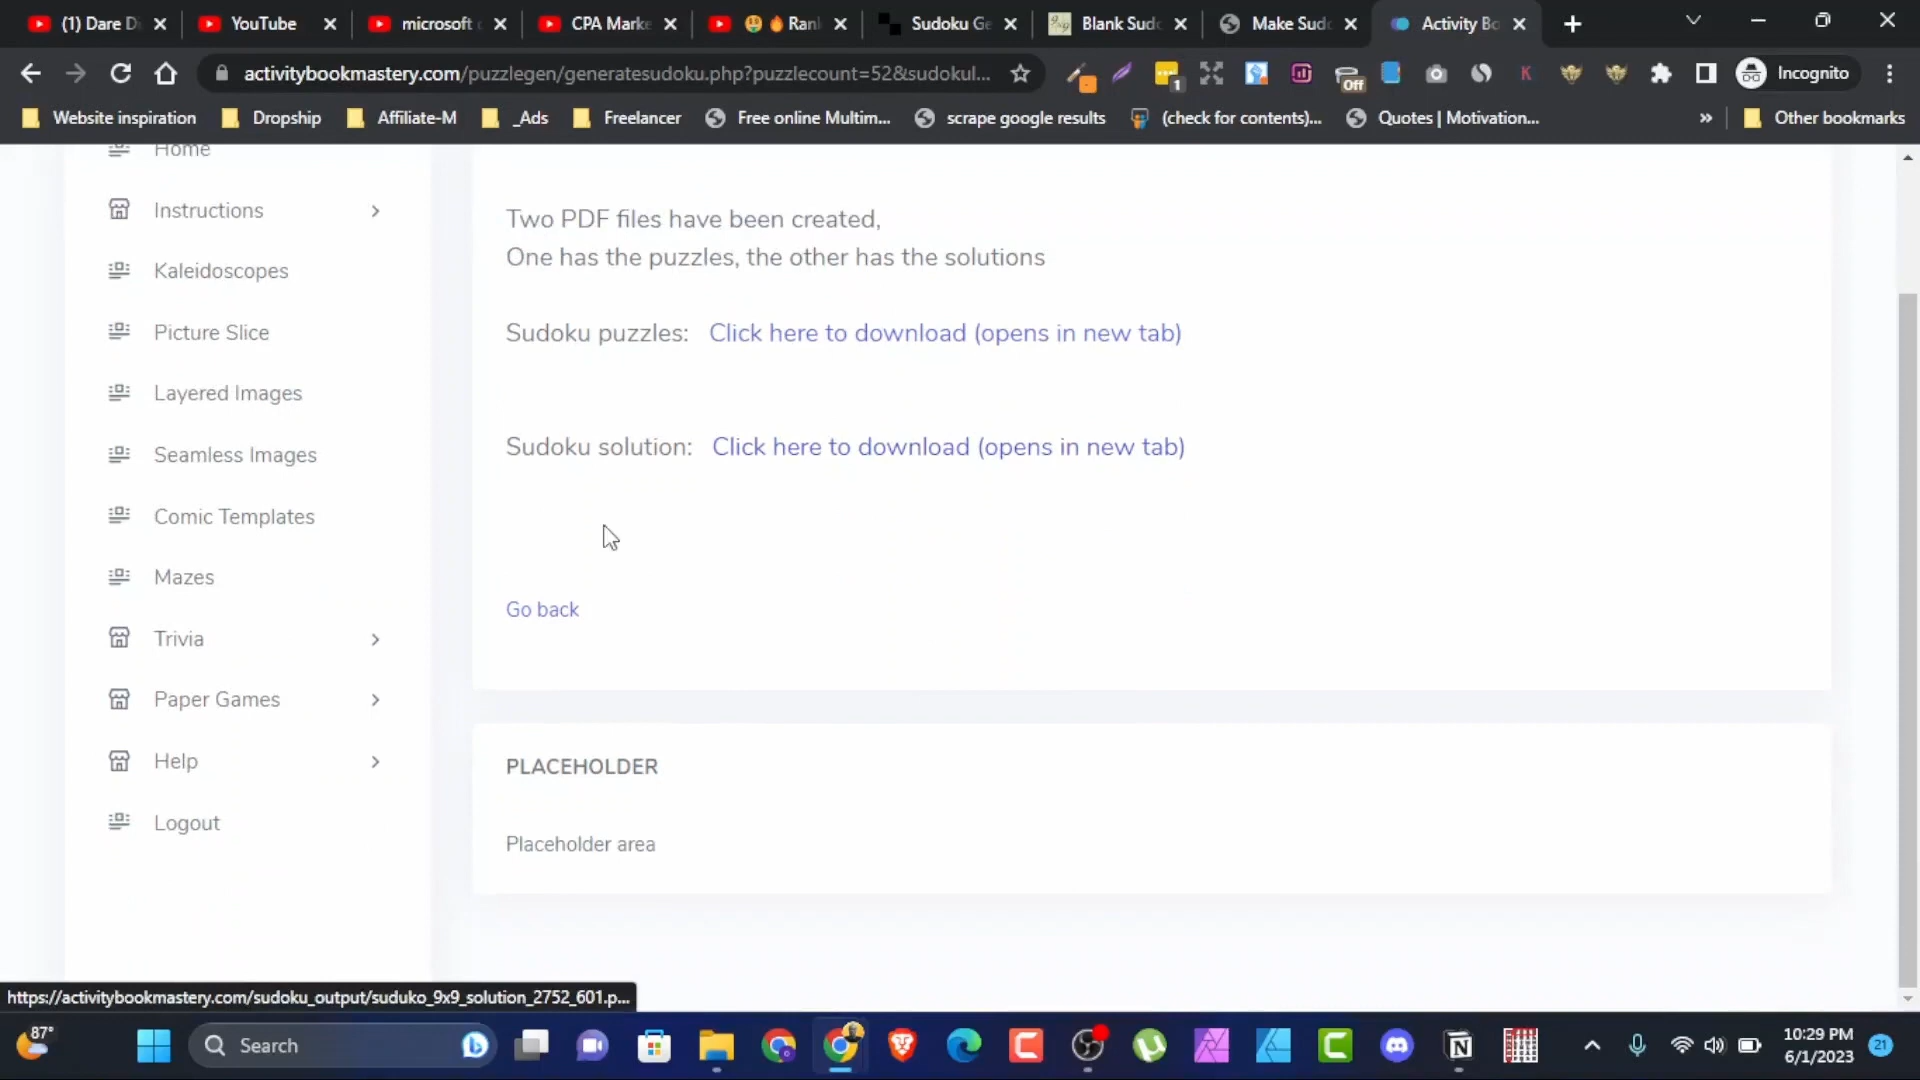 (1) Dare D
YouTube
microsoft
CPA Marke
Ran
Sudoku Ge
Blank Sud
Make Sud
Activity Bo
activitybookmastery.com/puzzlegen/generatesudoku.php?puzzlecount=52&sudokul...
1
Off
K
Incognito
Website inspiration
Dropship
Affiliate-M
_Ads
Freelancer
Free online Multim...
scrape google results
(check for contents)...
Quotes | Motivation...
»
Other bookmarks
Home
Instructions
Kaleidoscopes
Picture Slice
Layered Images
Seamless Images
Comic Templates
Mazes
Trivia
Paper Games
Help
Logout
Two PDF files have been created,
One has the puzzles, the other has the solutions
Sudoku puzzles: Click here to download (opens in new tab)
Sudoku solution: Click here to download (opens in new tab)
Go back
PLACEHOLDER
Placeholder area
https://activitybookmastery.com/sudoku_output/suduko_9x9_solution_2752_601.p...
87°
Search
10:29 PM
6/1/2023
21